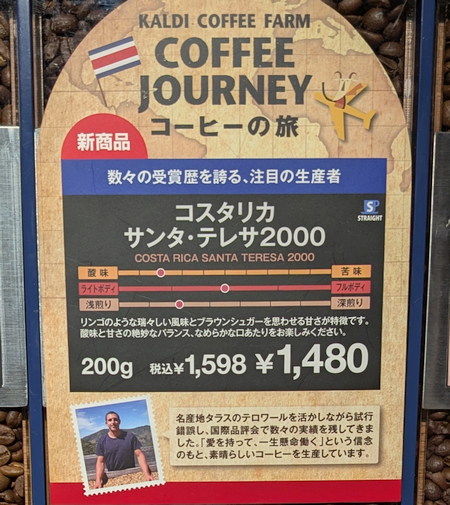 KALDI COFFEE FARM
COFFEE
JOURNEY
コーヒーの旅
新商品
数々の受賞歴を誇る、注目の生産者
コスタリカ
サンタ・テレサ2000
SP
STRAIGHT
COSTA RICA SANTA TERESA 2000
酸味 苦味
ライトボディ フルボディ
浅煎り 深煎り
リンゴのような瑞々しい風味とブラウンシュガーを思わせる甘さが特徴です。
酸味と甘さの絶妙なバランス、なめらかな口あたりをお楽しみください。
200g 税込¥1,598 ¥1,480
名産地タラスのテロワールを活かしながら試行
錯誤し、国際品評会で数々の実績を残してきま
した。「愛を持って、一生懸命働く」という信念
のもと、素晴らしいコーヒーを生産しています。